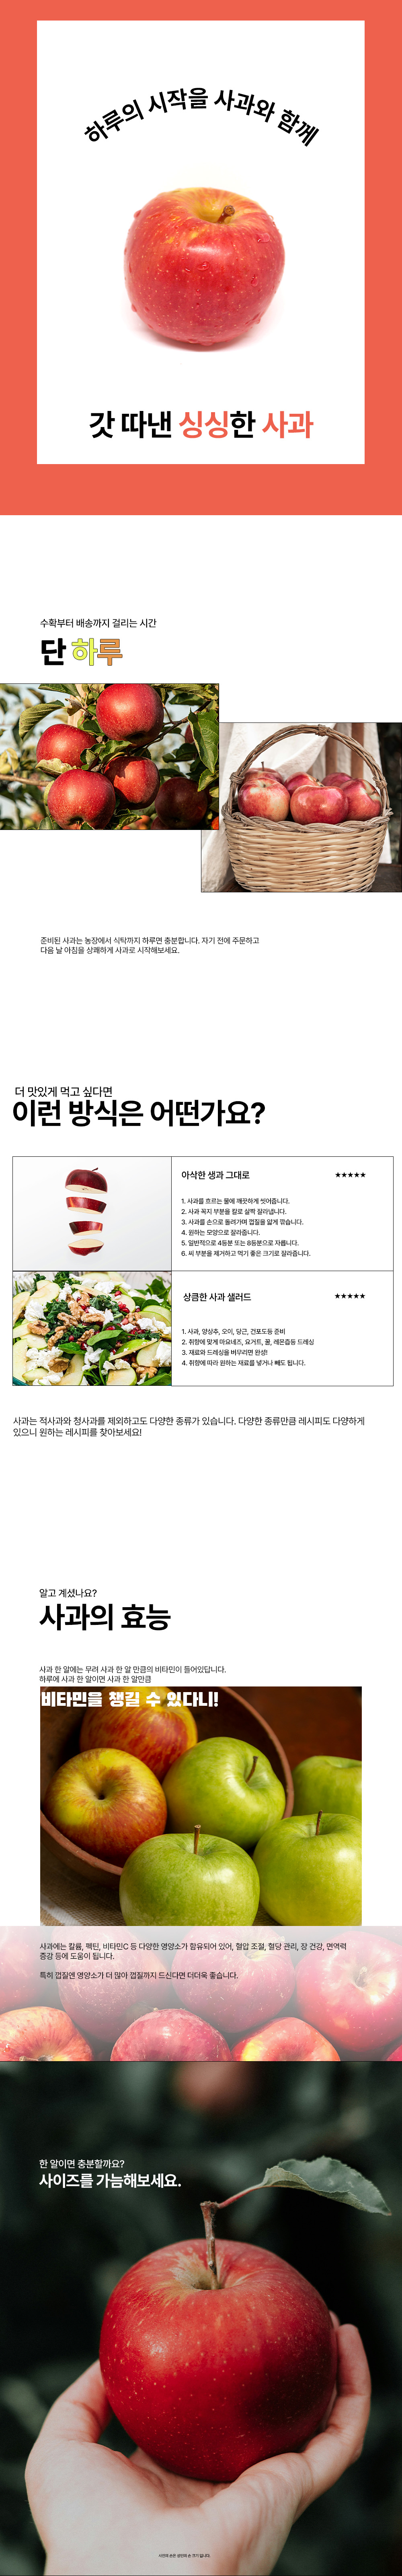 하루의 시작을 사과와 함께
갓 따낸 싱싱한 사과
수확부터 배송까지 걸리는 시간
단 하루
준비된 사과는 농장에서 식탁까지 하루면 충분합니다. 자기 전에 주문하고
다음 날 아침을 상쾌하게 사과로 시작해보세요.
더 맛있게 먹고 싶다면
이런 방식은 어떤가요?
아삭한 생과 그대로
★★★★★
1. 사과를 흐르는 물에 깨끗하게 씻어줍니다.
2. 사과 꼭지 부분을 칼로 살짝 잘라냅니다.
3. 사과를 손으로 돌려가며 껍질을 얇게 깎습니다.
4. 원하는 모양으로 잘라줍니다.
5. 일반적으로 4등분 또는 8등분으로 자릅니다.
6. 씨 부분을 제거하고 먹기 좋은 크기로 잘라줍니다.
상큼한 사과 샐러드
★★★★★
1. 사과, 양상추, 오이, 당근, 건포도등 준비
2. 취향에 맞게 마요네즈, 요거트, 꿀, 레몬즙등 드레싱
3. 재료와 드레싱을 버무리면 완성!
4. 취향에 따라 원하는 재료를 넣거나 빼도 됩니다.
사과는 적사과와 청사과를 제외하고도 다양한 종류가 있습니다. 다양한 종류만큼 레시피도 다양하게
있으니 원하는 레시피를 찾아보세요!
알고 계셨나요?
사과의 효능
사과 한 알에는 무려 사과 한 알 만큼의 비타민이 들어있답니다.
하루에 사과 한 알이면 사과 한 알만큼
비타민을 챙길 수 있다니!
사과에는 칼륨, 펙틴, 비타민C 등 다양한 영양소가 함유되어 있어, 혈압 조절, 혈당 관리, 장 건강, 면역력
증강 등에 도움이 됩니다.
특히 껍질엔 영양소가 더 많아 껍질까지 드신다면 더더욱 좋습니다.
한 알이면 충분할까요?
사이즈를 가늠해보세요.